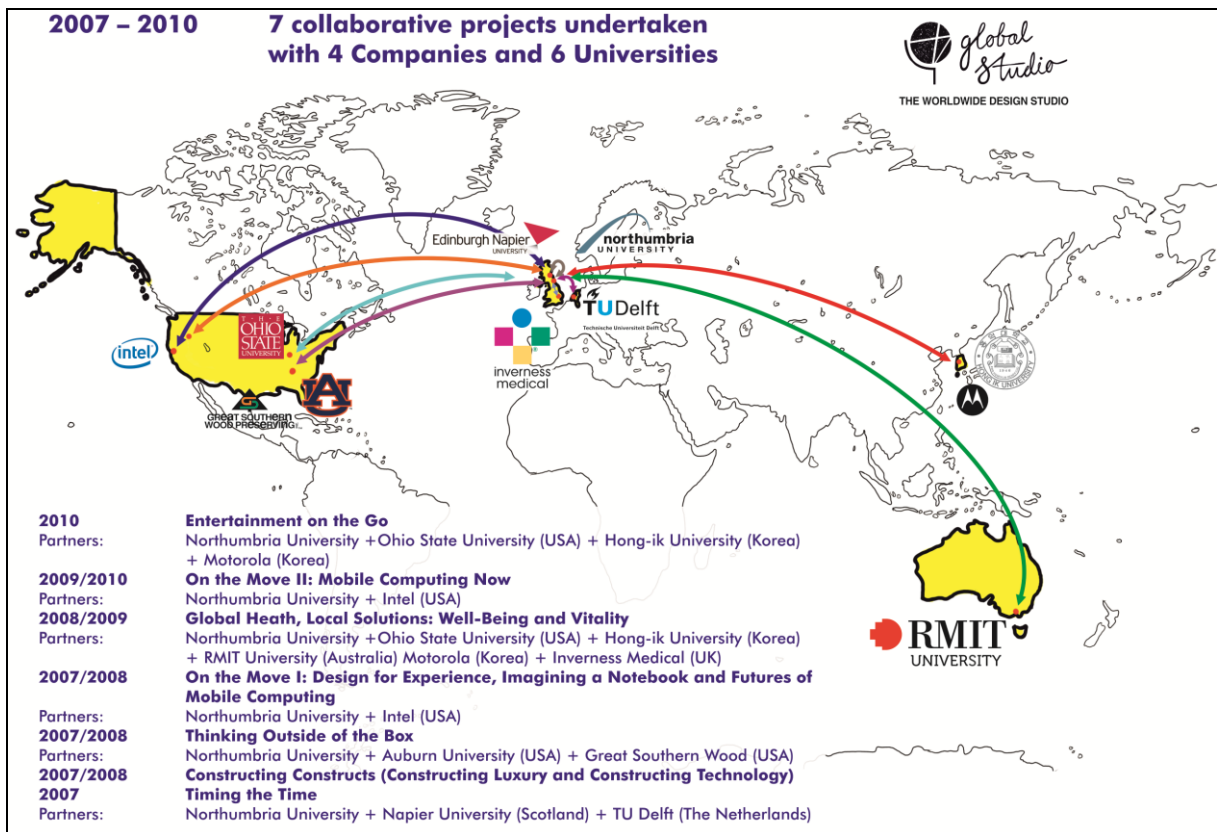 2007 – 2010 7 collaborative projects undertaken
with 4 Companies and 6 Universities
global
studio
THE WORLDWIDE DESIGN STUDIO
Edinburgh Napier
UNIVERSITY
northumbria
UNIVERSITY
TUDelft
Technische Universiteit Delft
inverness
medical
intel
T·H·E
OHIO
STATE
UNIVERSITY
AU
GREAT SOUTHERN
WOOD PRESERVING
HONG IK UNIVERSITY
RMIT
UNIVERSITY
2010 Entertainment on the Go
Partners: Northumbria University +Ohio State University (USA) + Hong-ik University (Korea)
+ Motorola (Korea)
2009/2010 On the Move II: Mobile Computing Now
Partners: Northumbria University + Intel (USA)
2008/2009 Global Heath, Local Solutions: Well-Being and Vitality
Partners: Northumbria University +Ohio State University (USA) + Hong-ik University (Korea)
+ RMIT University (Australia) Motorola (Korea) + Inverness Medical (UK)
2007/2008 On the Move I: Design for Experience, Imagining a Notebook and Futures of
Mobile Computing
Partners: Northumbria University + Intel (USA)
2007/2008 Thinking Outside of the Box
Partners: Northumbria University + Auburn University (USA) + Great Southern Wood (USA)
2007/2008 Constructing Constructs (Constructing Luxury and Constructing Technology)
2007 Timing the Time
Partners: Northumbria University + Napier University (Scotland) + TU Delft (The Netherlands)